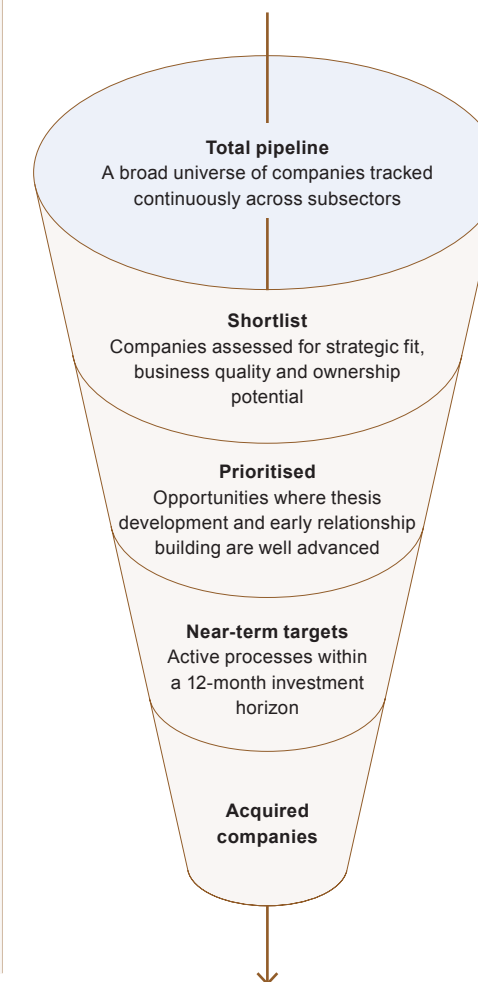 Total pipeline
A broad universe of companies tracked
continuously across subsectors
Shortlist
Companies assessed for strategic fit,
business quality and ownership
potential
Prioritised
Opportunities where thesis
development and early relationship
building are well advanced
Near-term targets
Active processes within
a 12-month investment
horizon
Acquired
companies